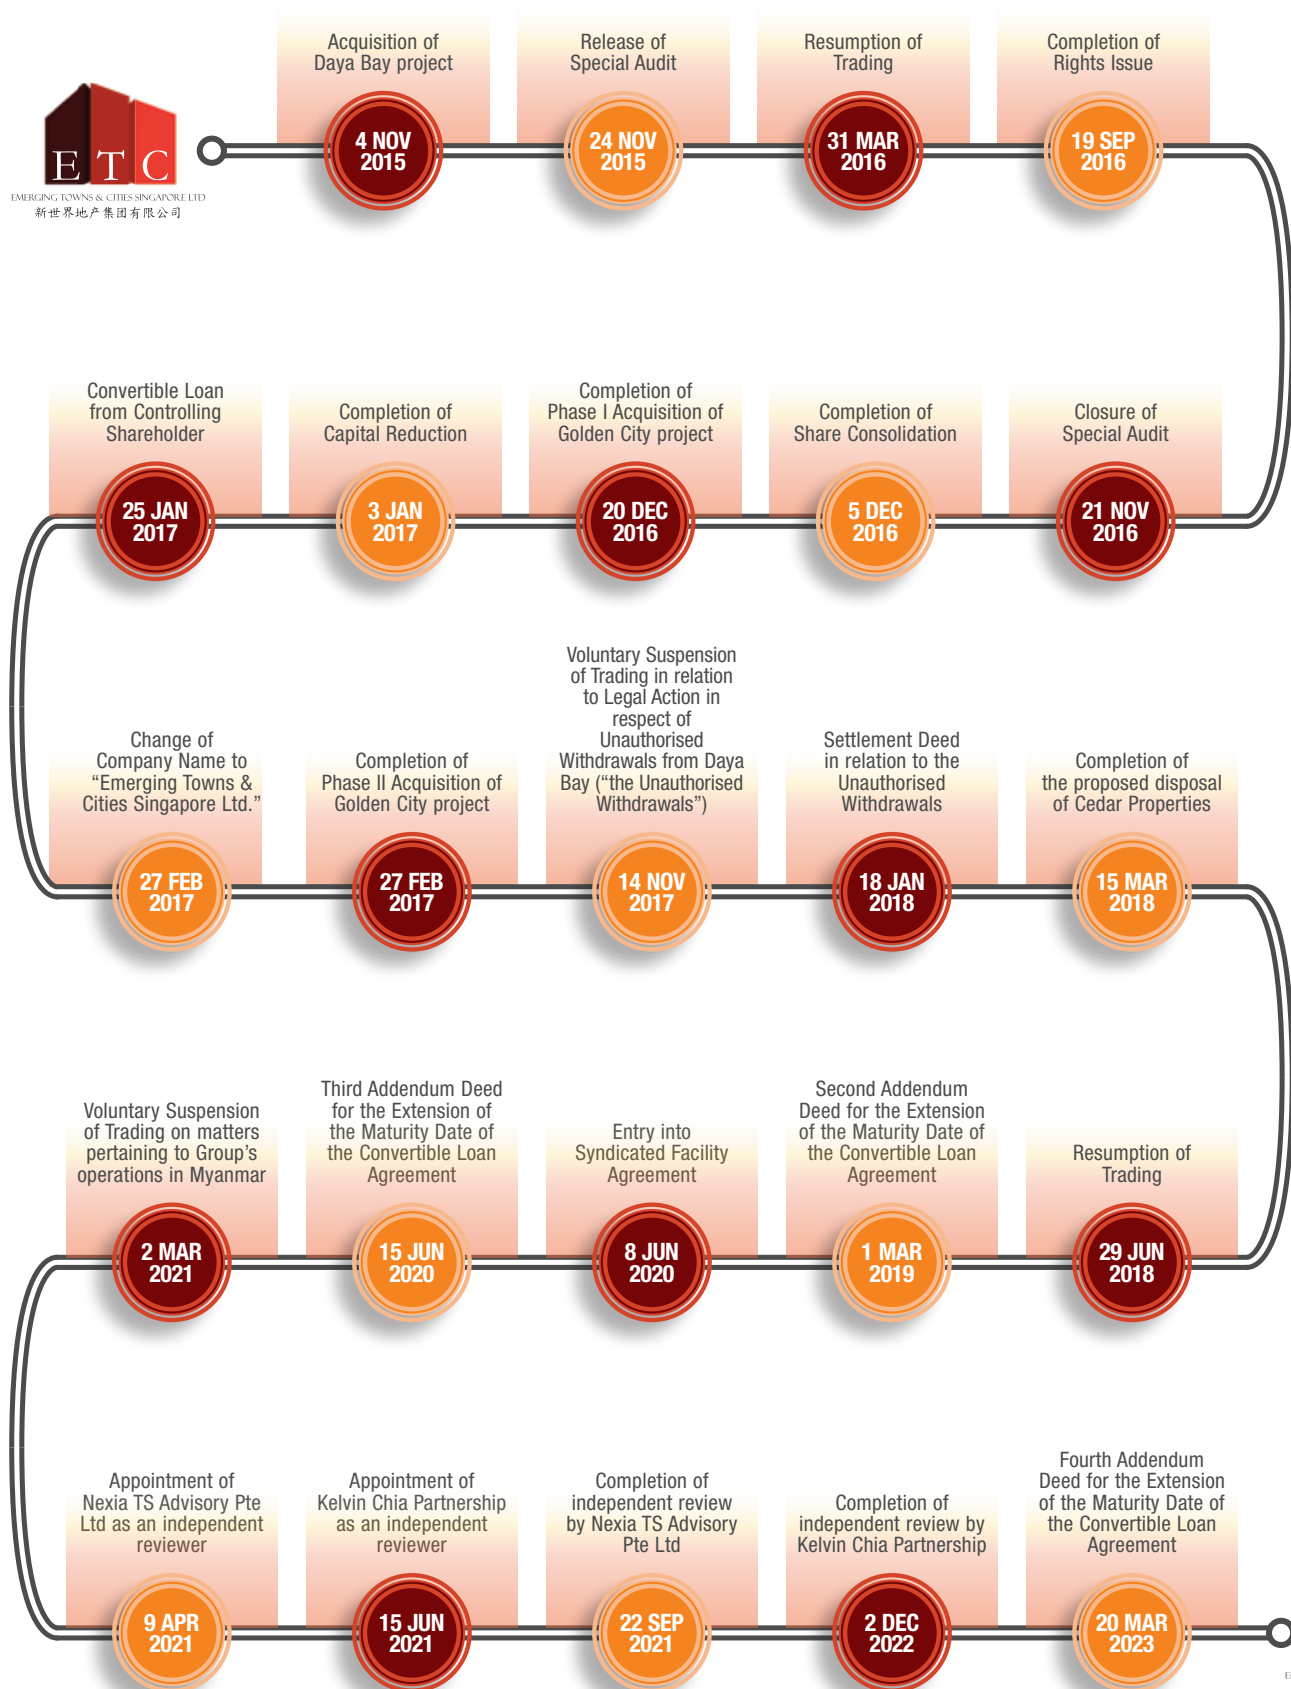 ETC
EMERGING TOWNS & CITIES SINGAPORE LTD
新世界地产集团有限公司
Acquisition of
Daya Bay project
4 NOV
2015
Release of
Special Audit
24 NOV
2015
Resumption of
Trading
31 MAR
2016
Completion of
Rights Issue
19 SEP
2016
Closure of
Special Audit
21 NOV
2016
Completion of
Share Consolidation
5 DEC
2016
Completion of
Phase I Acquisition of
Golden City project
20 DEC
2016
Completion of
Capital Reduction
3 JAN
2017
Convertible Loan
from Controlling
Shareholder
25 JAN
2017
Change of
Company Name to
“Emerging Towns &
Cities Singapore Ltd.”
27 FEB
2017
Completion of
Phase II Acquisition of
Golden City project
27 FEB
2017
Voluntary Suspension
of Trading in relation
to Legal Action in
respect of
Unauthorised
Withdrawals from Daya
Bay (“the Unauthorised
Withdrawals”)
14 NOV
2017
Settlement Deed
in relation to the
Unauthorised
Withdrawals
18 JAN
2018
Completion of
the proposed disposal
of Cedar Properties
15 MAR
2018
Resumption of
Trading
29 JUN
2018
Second Addendum
Deed for the Extension
of the Maturity Date of
the Convertible Loan
Agreement
1 MAR
2019
Entry into
Syndicated Facility
Agreement
8 JUN
2020
Third Addendum Deed
for the Extension of
the Maturity Date of
the Convertible Loan
Agreement
15 JUN
2020
Voluntary Suspension
of Trading on matters
pertaining to Group’s
operations in Myanmar
2 MAR
2021
Appointment of
Nexia TS Advisory Pte
Ltd as an independent
reviewer
9 APR
2021
Appointment of
Kelvin Chia Partnership
as an independent
reviewer
15 JUN
2021
Completion of
independent review
by Nexia TS Advisory
Pte Ltd
22 SEP
2021
Completion of
independent review by
Kelvin Chia Partnership
2 DEC
2022
Fourth Addendum
Deed for the Extension
of the Maturity Date of
the Convertible Loan
Agreement
20 MAR
2023